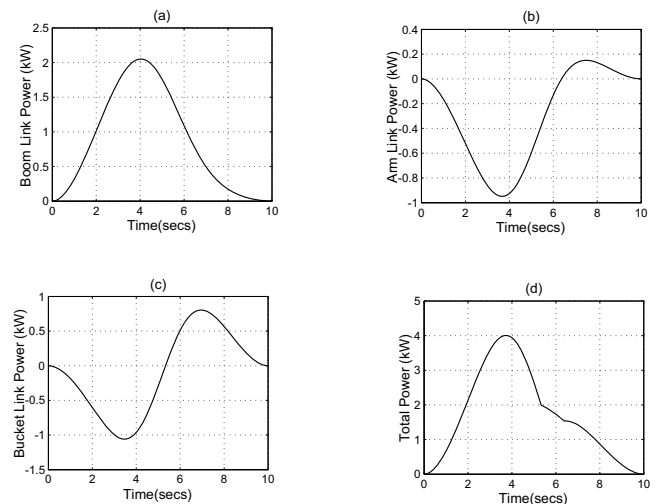 (a)
Boom Link Power (kW)
2.5
2
1.5
1
0.5
0
0 2 4 6 8 10
Time(secs)
(b)
Arm Link Power (kW)
0.4
0.2
0
-0.2
-0.4
-0.6
-0.8
-1
0 2 4 6 8 10
Time(secs)
(c)
Bucket Link Power (kW)
1
0.5
0
-0.5
-1
-1.5
0 2 4 6 8 10
Time(secs)
(d)
Total Power (kW)
5
4
3
2
1
0
0 2 4 6 8 10
Time(secs)